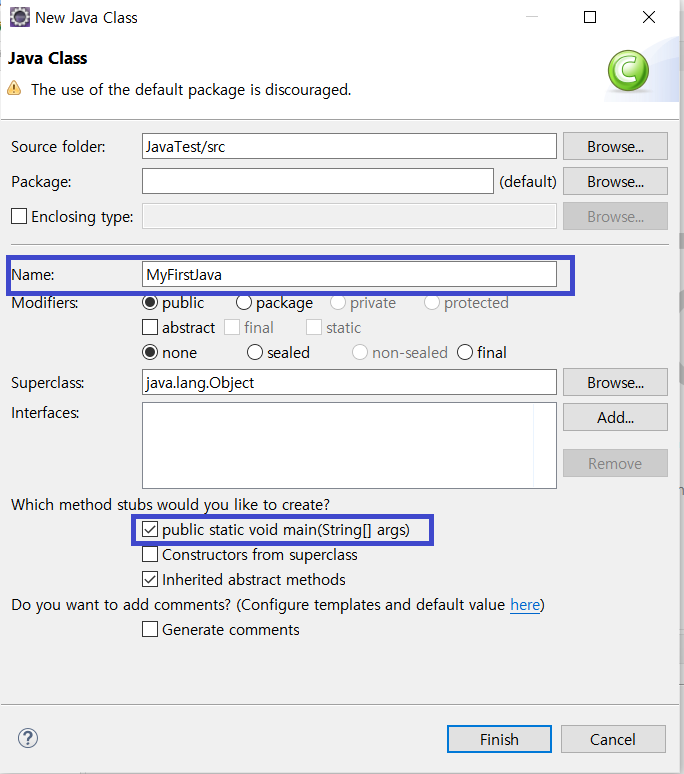 New Java Class
Java Class
The use of the default package is discouraged.
Source folder: JavaTest/src Browse...
Package: (default) Browse...
Enclosing type: Browse...
Name: MyFirstJava
Modifiers: public package private protected
abstract final static
none sealed non-sealed final
Superclass: java.lang.Object Browse...
Interfaces: Add...
Remove
Which method stubs would you like to create?
public static void main(String[] args)
Constructors from superclass
Inherited abstract methods
Do you want to add comments? (Configure templates and default value here)
Generate comments
? Finish Cancel